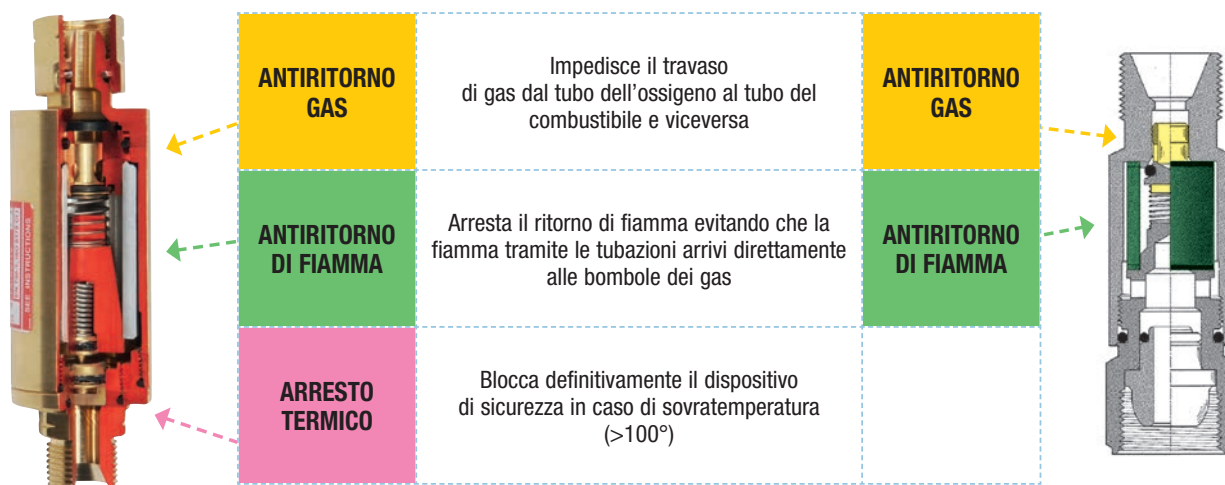 ANTIRITORNO
GAS
Impedisce il travaso
di gas dal tubo dell'ossigeno al tubo del
combustibile e viceversa
ANTIRITORNO
GAS
ANTIRITORNO
DI FIAMMA
Arresta il ritorno di fiamma evitando che la
fiamma tramite le tubazioni arrivi direttamente
alle bombole dei gas
ANTIRITORNO
DI FIAMMA
SEE INSTRUCTIONS
ARRESTO
TERMICO
Blocca definitivamente il dispositivo
di sicurezza in caso di sovratemperatura
(>100°)